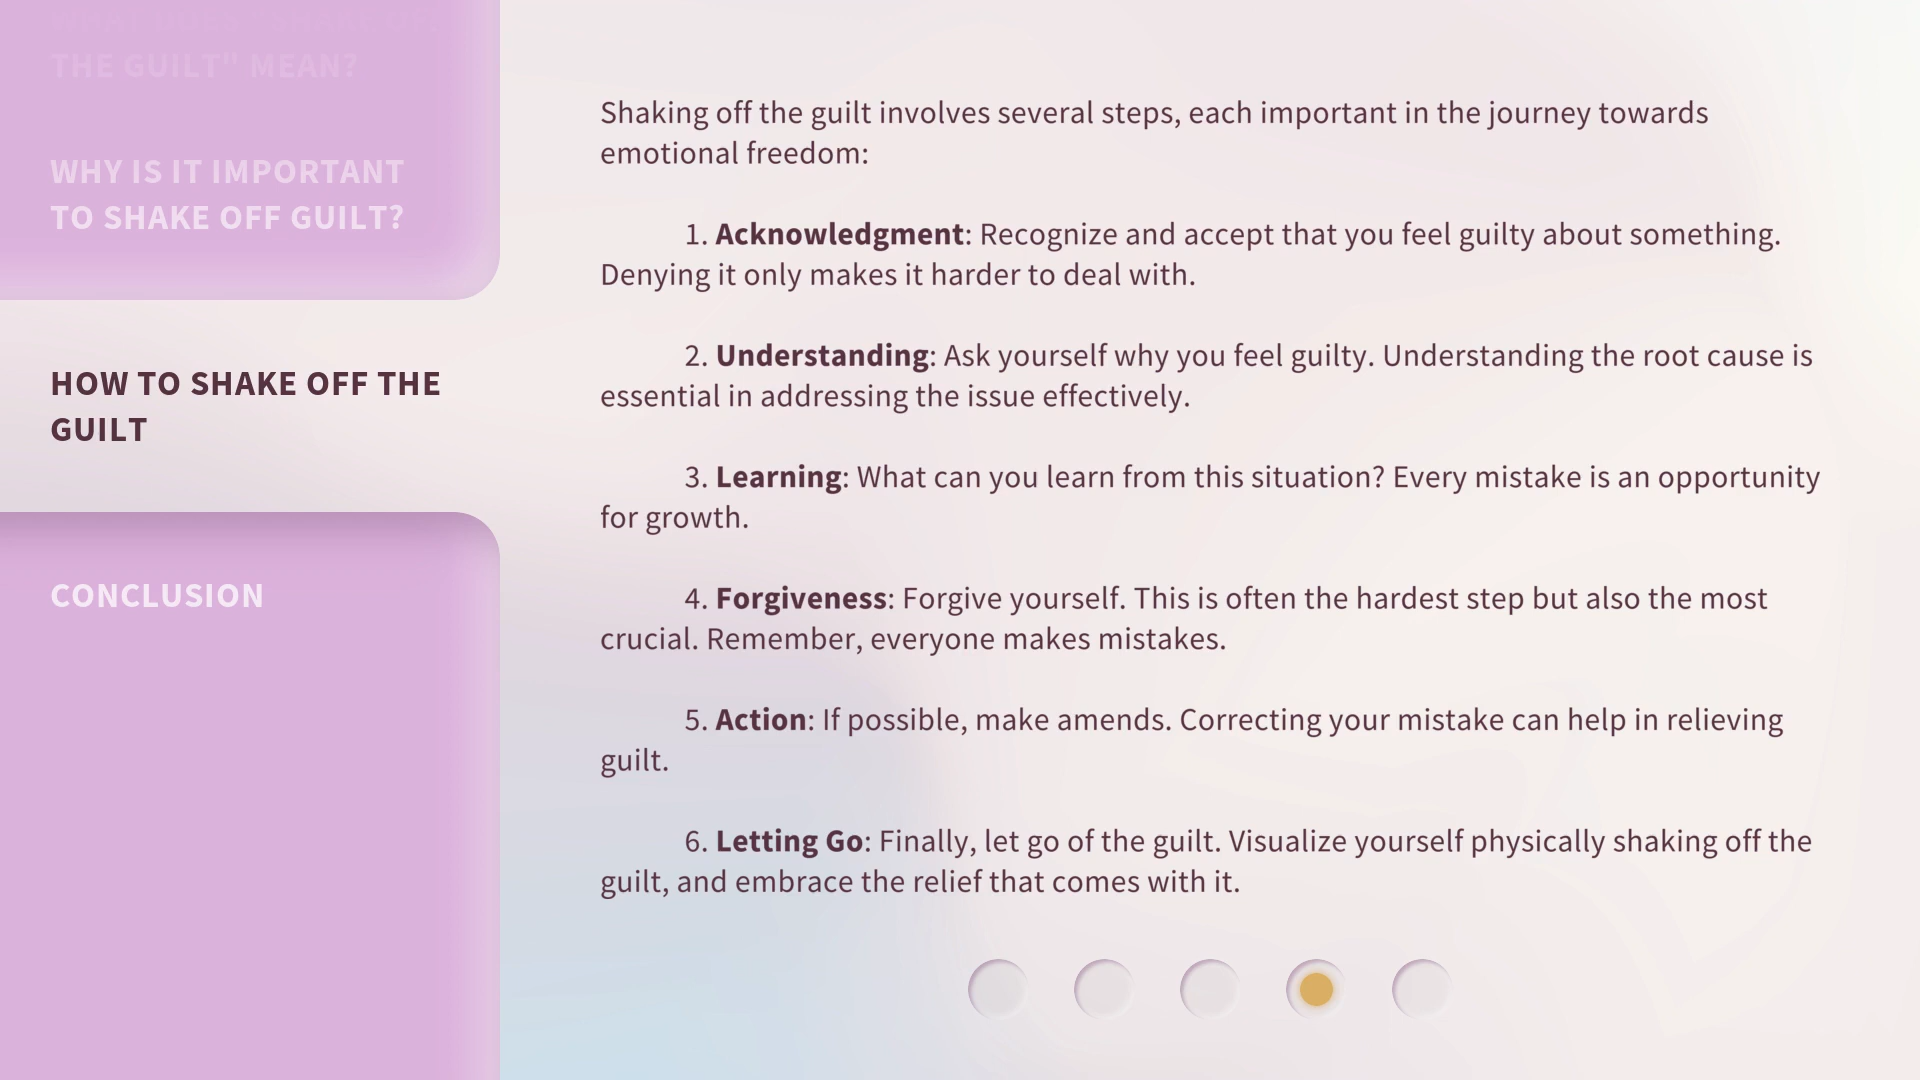 THE GUILT" MEAN?
WHY IS IT IMPORTANT
TO SHAKE OFF GUILT?
HOW TO SHAKE OFF THE
GUILT
CONCLUSION
Shaking off the guilt involves several steps, each important in the journey towards
emotional freedom:
1. Acknowledgment: Recognize and accept that you feel guilty about something.
Denying it only makes it harder to deal with.
2. Understanding: Ask yourself why you feel guilty. Understanding the root cause is
essential in addressing the issue effectively.
3. Learning: What can you learn from this situation? Every mistake is an opportunity
for growth.
4. Forgiveness: Forgive yourself. This is often the hardest step but also the most
crucial. Remember, everyone makes mistakes.
5. Action: If possible, make amends. Correcting your mistake can help in relieving
guilt.
6. Letting Go: Finally, let go of the guilt. Visualize yourself physically shaking off the
guilt, and embrace the relief that comes with it.